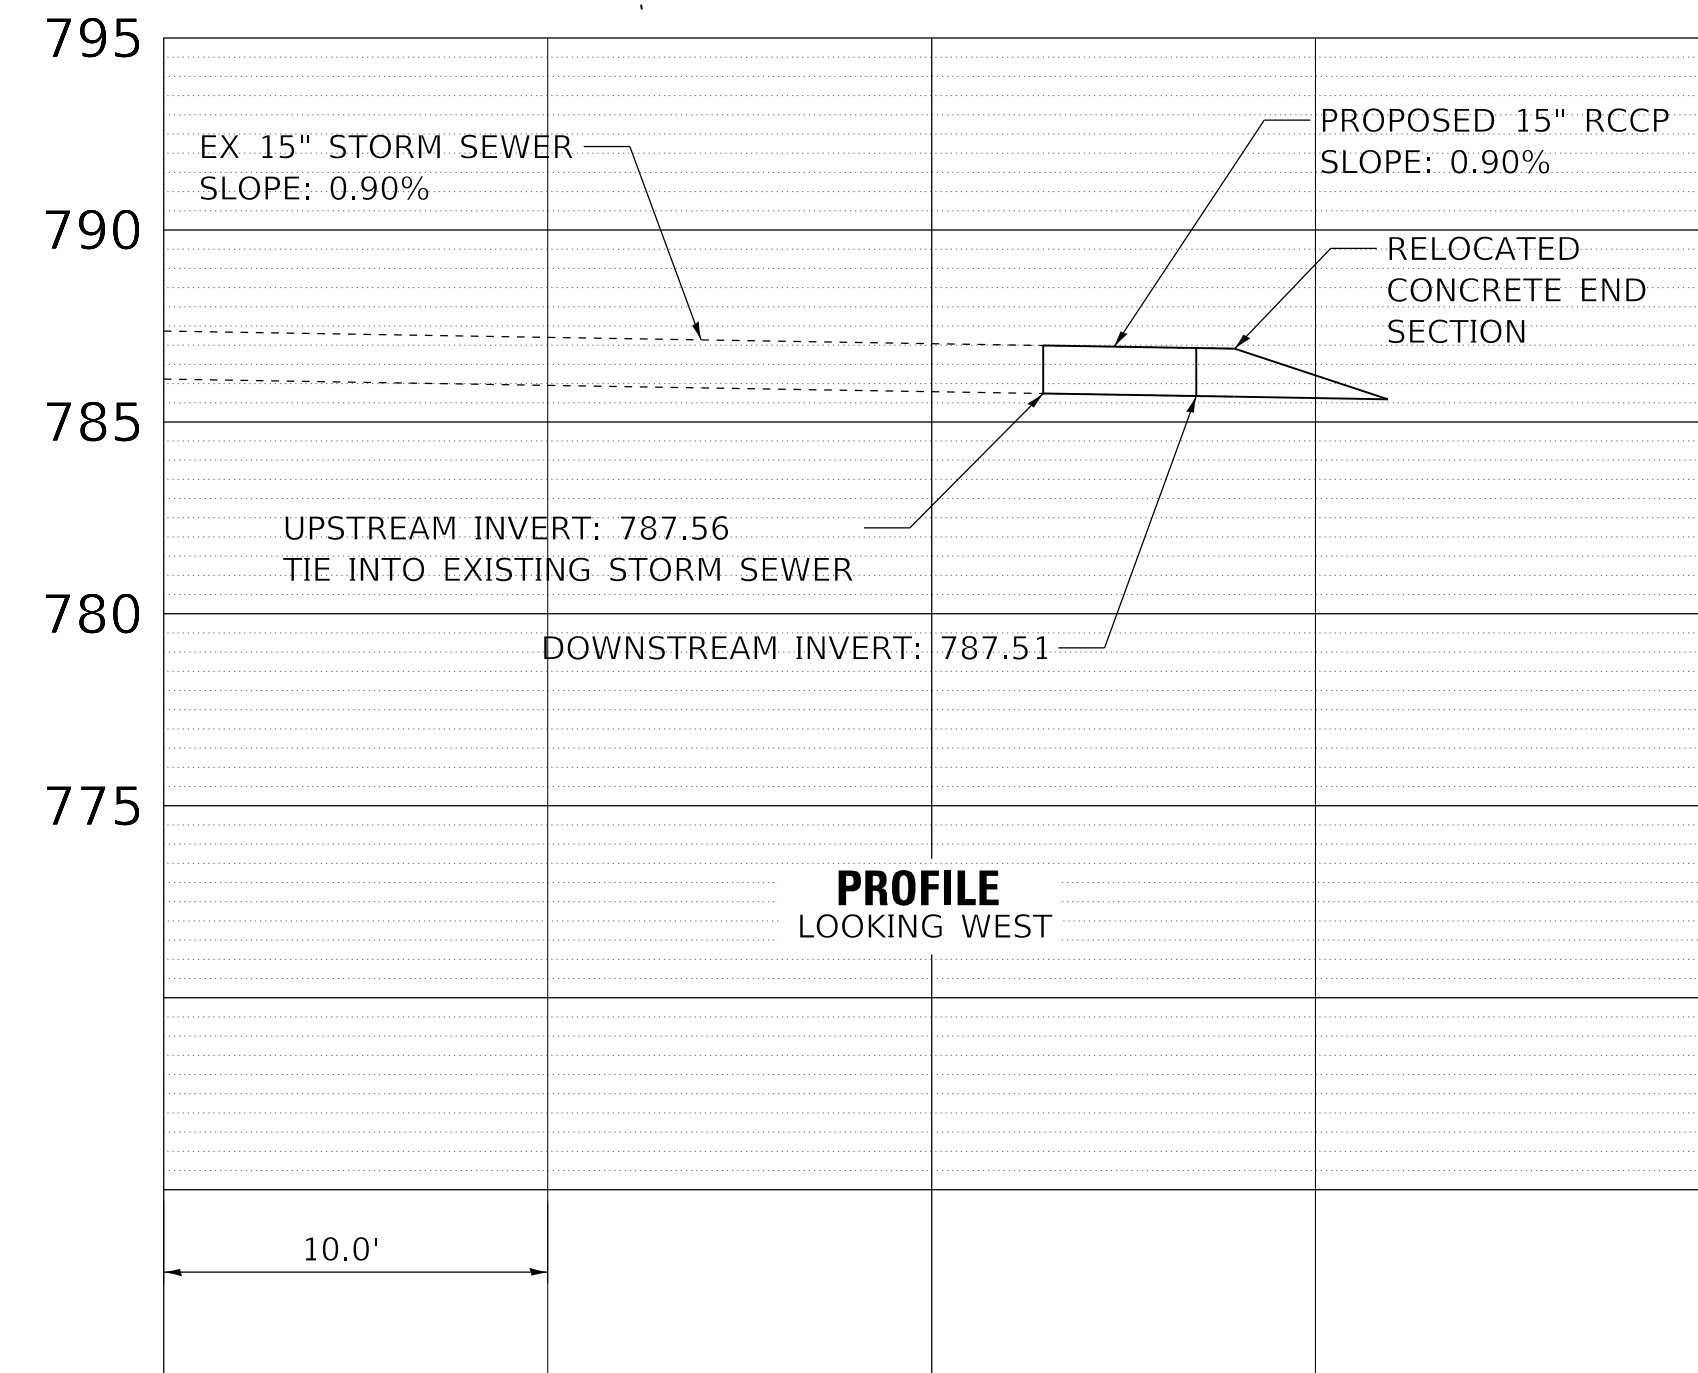 795
EX 15" STORM SEWER
SLOPE: 0.90%
PROPOSED 15" RCCP
SLOPE: 0.90%
790
RELOCATED
CONCRETE END
SECTION
785
UPSTREAM INVERT: 787.56
TIE INTO EXISTING STORM SEWER
780
DOWNSTREAM INVERT: 787.51
775
PROFILE
LOOKING WEST
10.0'